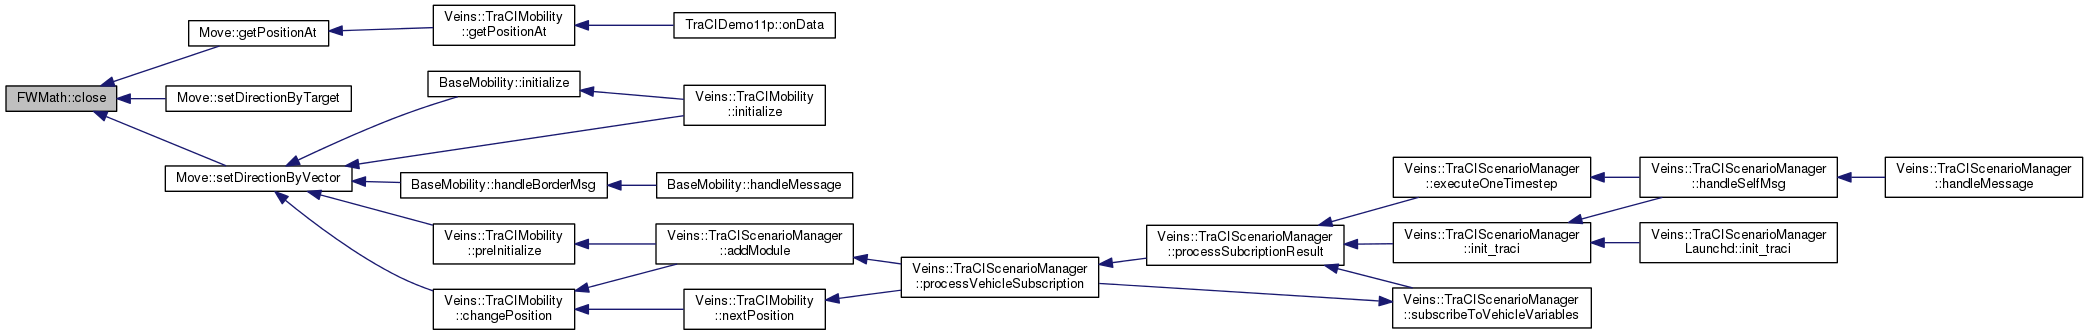 FWMath::close
Move::getPositionAt
Veins::TraCIMobility
::getPositionAt
TraCIDemo11p::onData
Move::setDirectionByTarget
Move::setDirectionByVector
BaseMobility::initialize
Veins::TraCIMobility
::initialize
BaseMobility::handleBorderMsg
BaseMobility::handleMessage
Veins::TraCIMobility
::preInitialize
Veins::TraCIScenarioManager
::addModule
Veins::TraCIMobility
::changePosition
Veins::TraCIMobility
::nextPosition
Veins::TraCIScenarioManager
::processVehicleSubscription
Veins::TraCIScenarioManager
::processSubcriptionResult
Veins::TraCIScenarioManager
::executeOneTimestep
Veins::TraCIScenarioManager
::handleSelfMsg
Veins::TraCIScenarioManager
::handleMessage
Veins::TraCIScenarioManager
::init_traci
Veins::TraCIScenarioManager
Launchd::init_traci
Veins::TraCIScenarioManager
::subscribeToVehicleVariables